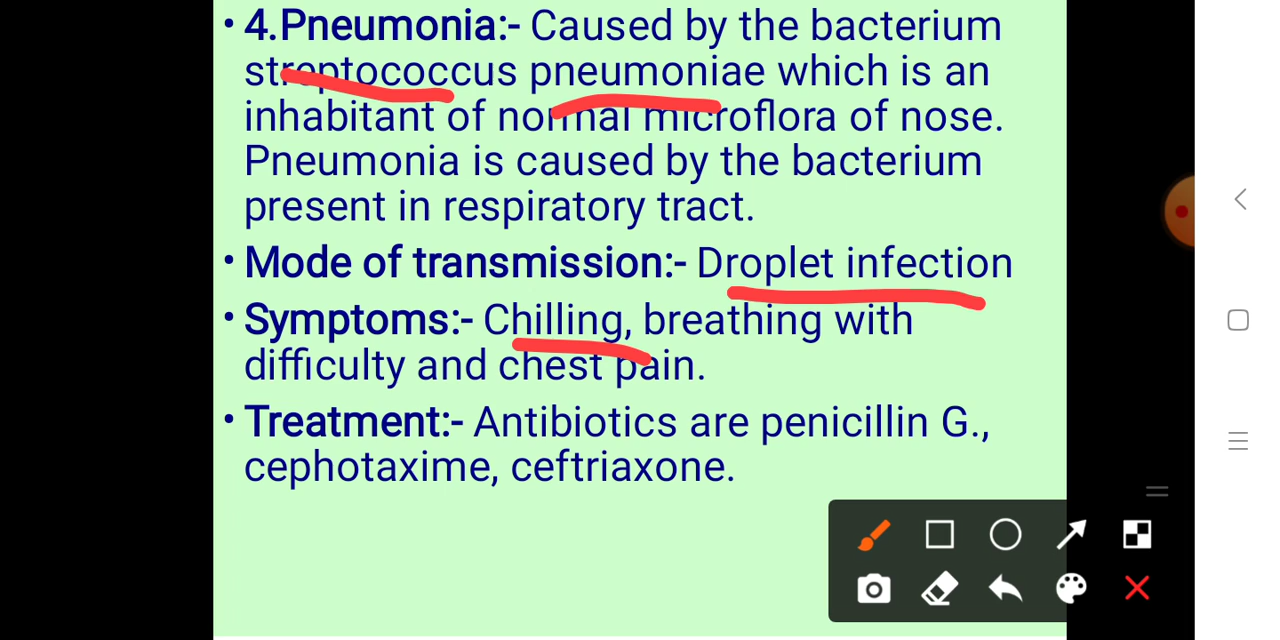 • 4.Pneumonia:- Caused by the bacterium
streptococcus pneumoniae which is an
inhabitant of normal microflora of nose.
Pneumonia is caused by the bacterium
present in respiratory tract.
• Mode of transmission:- Droplet infection
• Symptoms:- Chilling, breathing with
difficulty and chest pain.
• Treatment:- Antibiotics are penicillin G.,
cephotaxime, ceftriaxone.